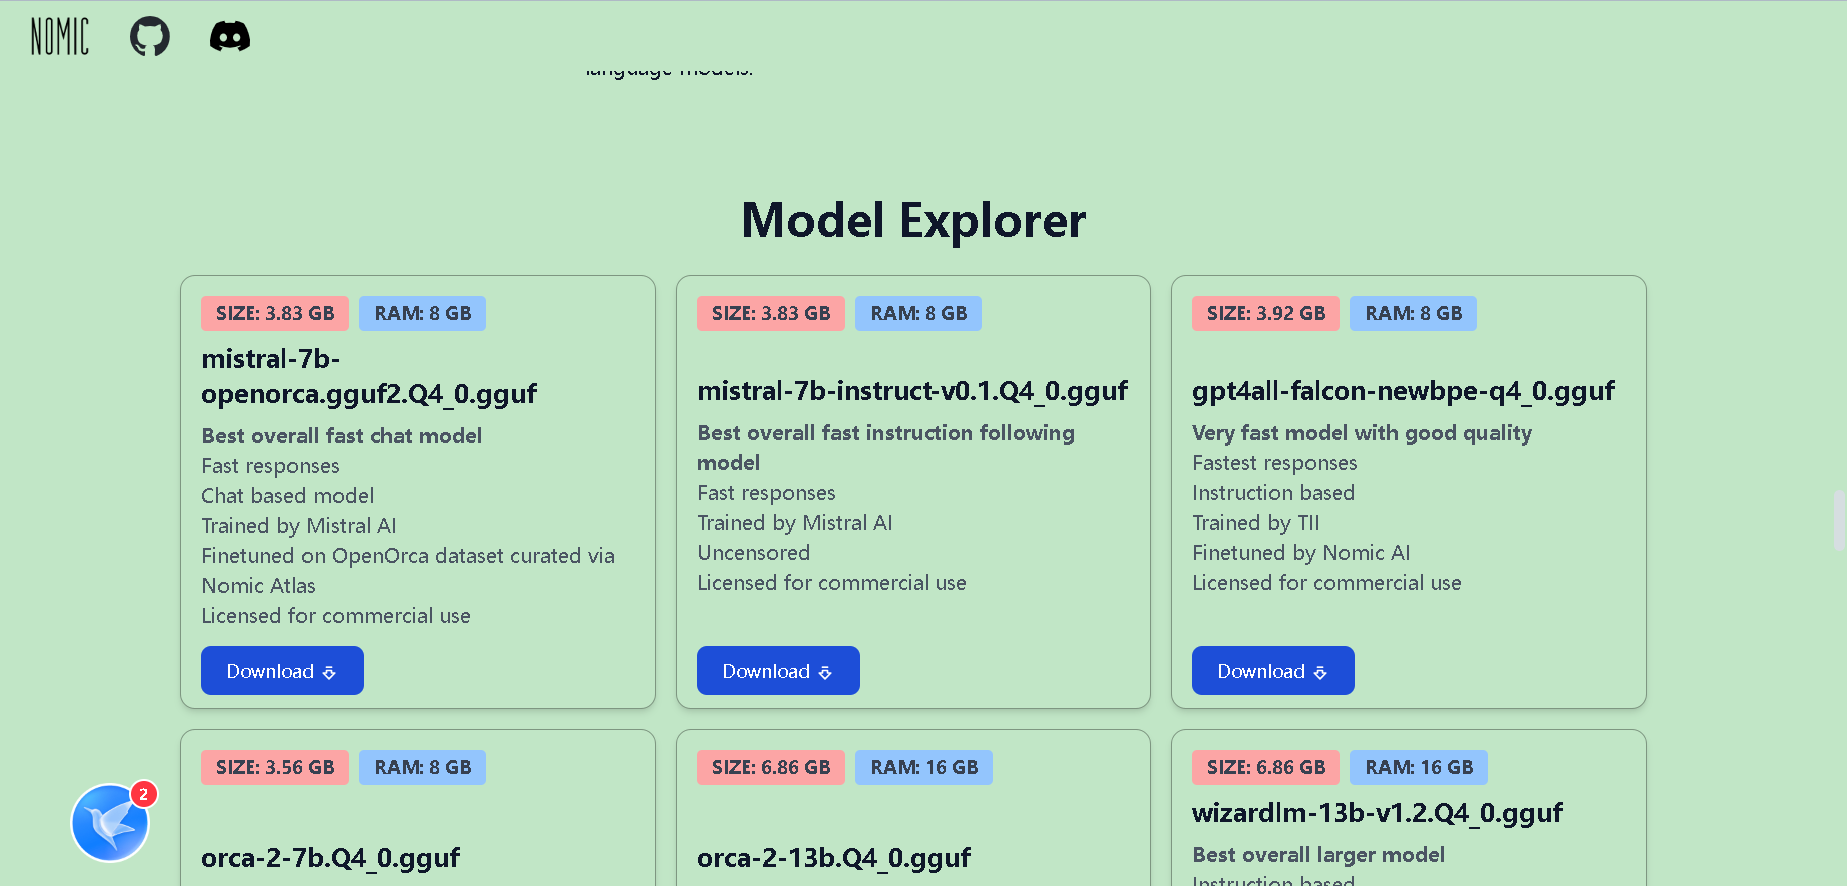 NOMIC
language models.
Model Explorer
SIZE: 3.83 GB RAM: 8 GB
mistral-7b-
openorca.gguf2.Q4_0.gguf
Best overall fast chat model
Fast responses
Chat based model
Trained by Mistral AI
Finetuned on OpenOrca dataset curated via
Nomic Atlas
Licensed for commercial use
Download
SIZE: 3.83 GB RAM: 8 GB
mistral-7b-instruct-v0.1.Q4_0.gguf
Best overall fast instruction following
model
Fast responses
Trained by Mistral AI
Uncensored
Licensed for commercial use
Download
SIZE: 3.92 GB RAM: 8 GB
gpt4all-falcon-newbpe-q4_0.gguf
Very fast model with good quality
Fastest responses
Instruction based
Trained by TII
Finetuned by Nomic AI
Licensed for commercial use
Download
SIZE: 3.56 GB RAM: 8 GB
orca-2-7b.Q4_0.gguf
SIZE: 6.86 GB RAM: 16 GB
orca-2-13b.Q4_0.gguf
SIZE: 6.86 GB RAM: 16 GB
wizardlm-13b-v1.2.Q4_0.gguf
Best overall larger model
Instruction based
2